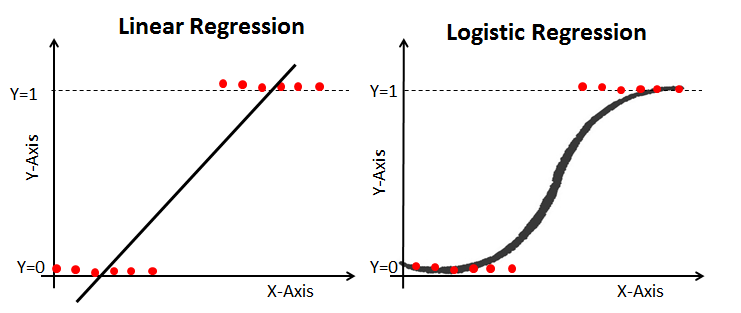 Linear Regression
Y=1
Y-Axis
Y=0
X-Axis
Logistic Regression
Y=1
Y-Axis
Y=0
X-Axis